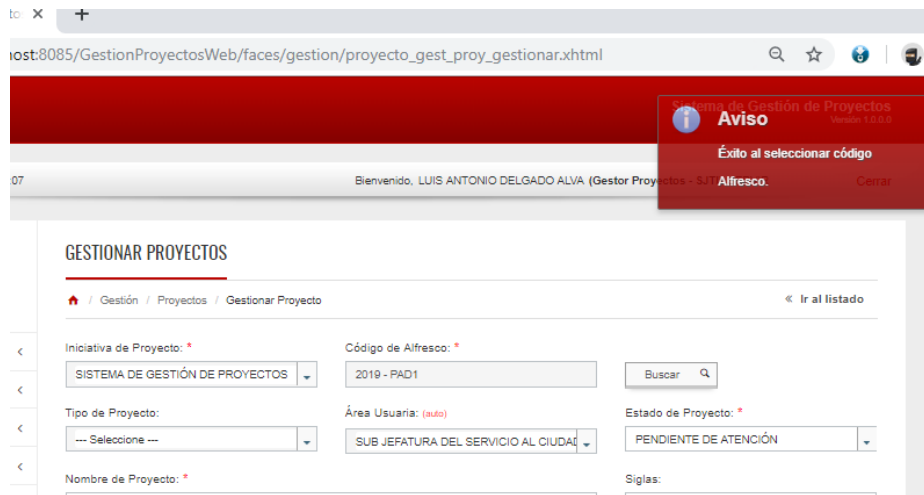 +
ost:8085/GestionProyectosWeb/faces/gestion/proyecto_gest_proy_gestionar.xhtml
Sistema de Gestión de Proyectos
Versión 1.0.0.0
Aviso
Éxito al seleccionar código
Alfresco.
:07
Bienvenido, LUIS ANTONIO DELGADO ALVA (Gestor Proyectos - SJT
Cerrar
GESTIONAR PROYECTOS
/ Gestión / Proyectos / Gestionar Proyecto
« Ir al listado
Iniciativa de Proyecto: *
Código de Alfresco: *
SISTEMA DE GESTIÓN DE PROYECTOS
2019 - PAD1
Buscar
Tipo de Proyecto:
Área Usuaria: (auto)
Estado de Proyecto: *
--- Seleccione ---
SUB JEFATURA DEL SERVICIO AL CIUDAD
PENDIENTE DE ATENCIÓN
Nombre de Proyecto: *
Siglas: